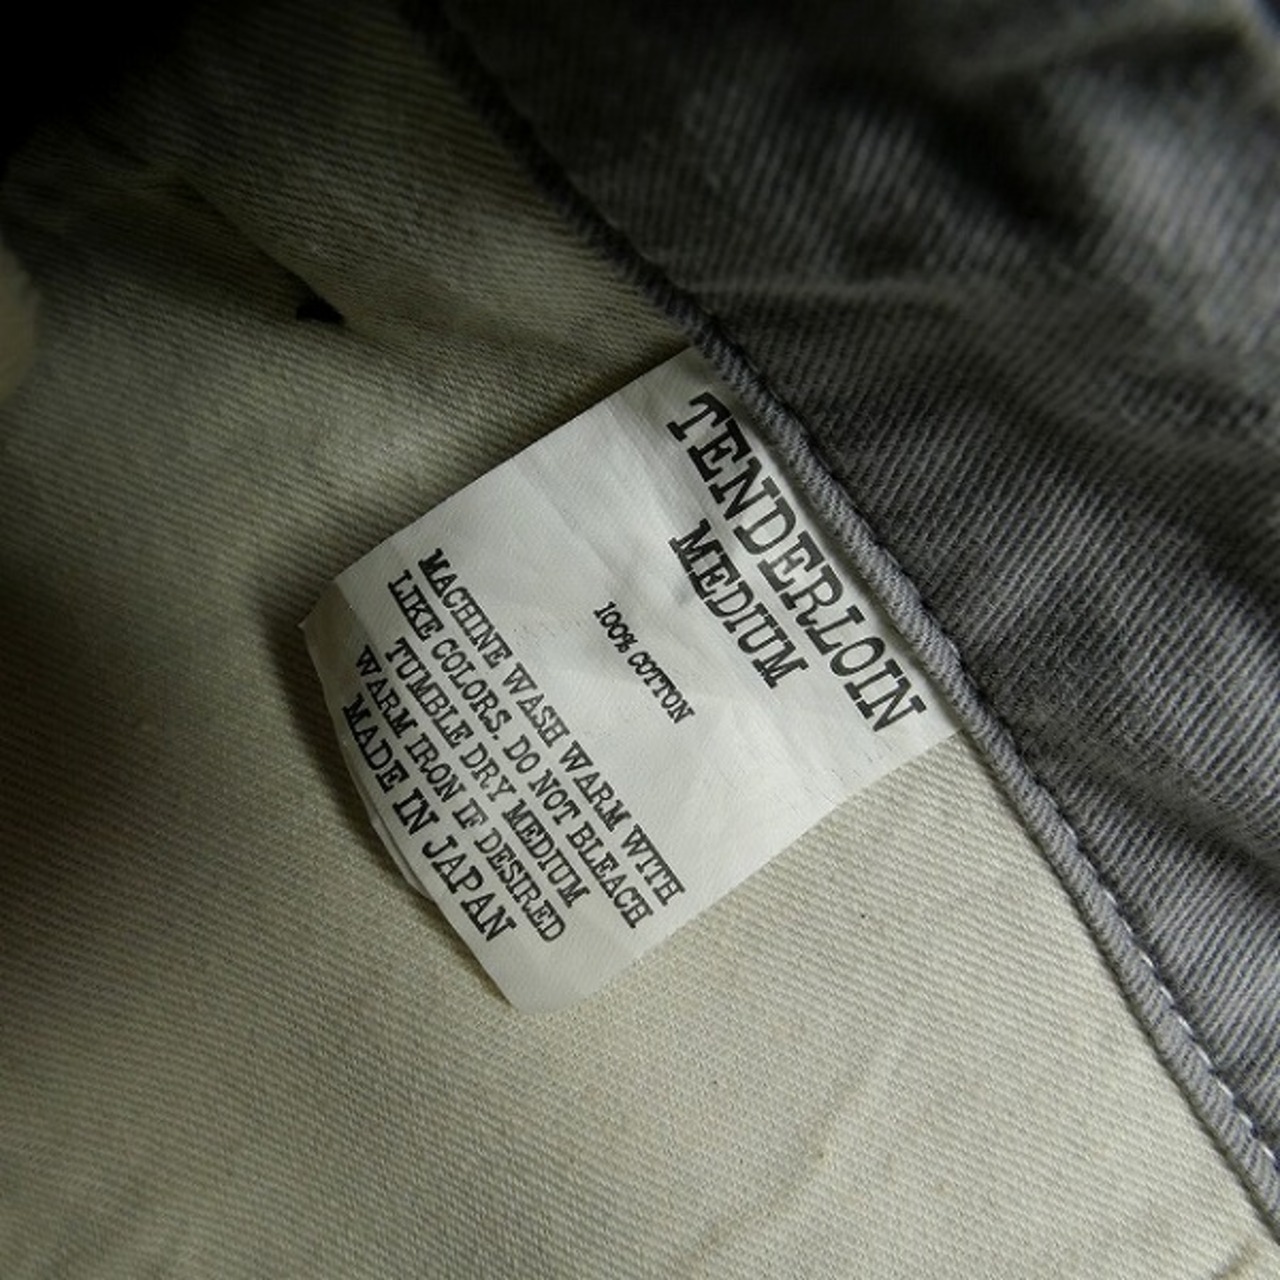 TENDERLOIN
MEDIUM
100% COTTON
MACHINE WASH WARM WITH
LIKE COLORS. DO NOT BLEACH
TUMBLE DRY MEDIUM
WARM IRON IF DESIRED
MADE IN JAPAN